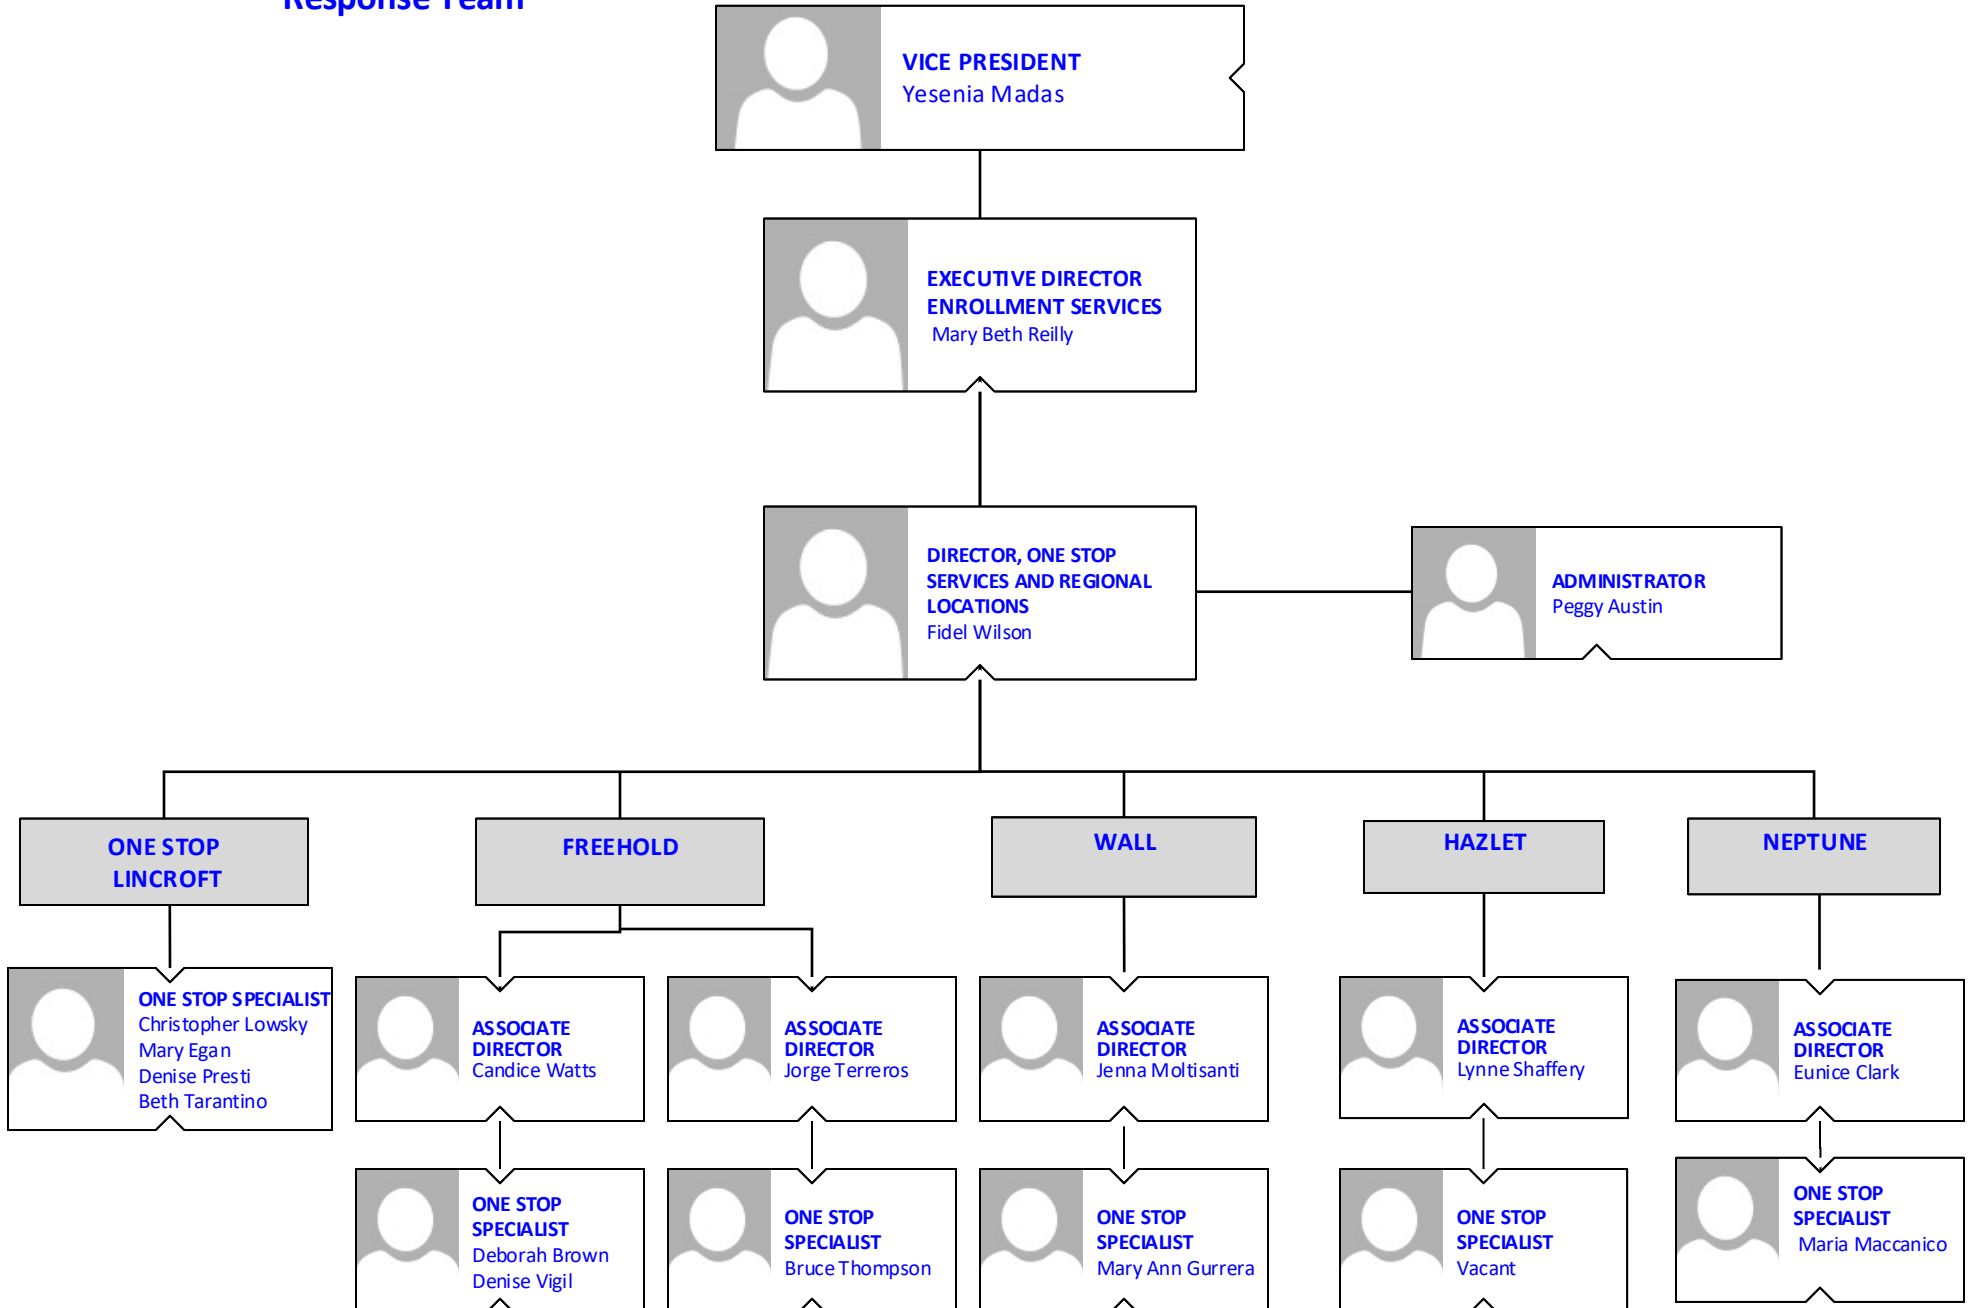 Response Team
VICE PRESIDENT
Yesenia Madas
EXECUTIVE DIRECTOR
ENROLLMENT SERVICES
Mary Beth Reilly
DIRECTOR, ONE STOP
SERVICES AND REGIONAL
LOCATIONS
Fidel Wilson
ADMINISTRATOR
Peggy Austin
ONE STOP
LINCROFT
FREEHOLD
WALL
HAZLET
NEPTUNE
ONE STOP SPECIALIST
Christopher Lowsky
Mary Egan
Denise Presti
Beth Tarantino
ASSOCIATE
DIRECTOR
Candice Watts
ASSOCIATE
DIRECTOR
Jorge Terreros
ASSOCIATE
DIRECTOR
Jenna Moltisanti
ASSOCIATE
DIRECTOR
Lynne Shaffery
ASSOCIATE
DIRECTOR
Eunice Clark
ONE STOP
SPECIALIST
Deborah Brown
Denise Vigil
ONE STOP
SPECIALIST
Bruce Thompson
ONE STOP
SPECIALIST
Mary Ann Gurrera
ONE STOP
SPECIALIST
Vacant
ONE STOP
SPECIALIST
Maria Maccanico